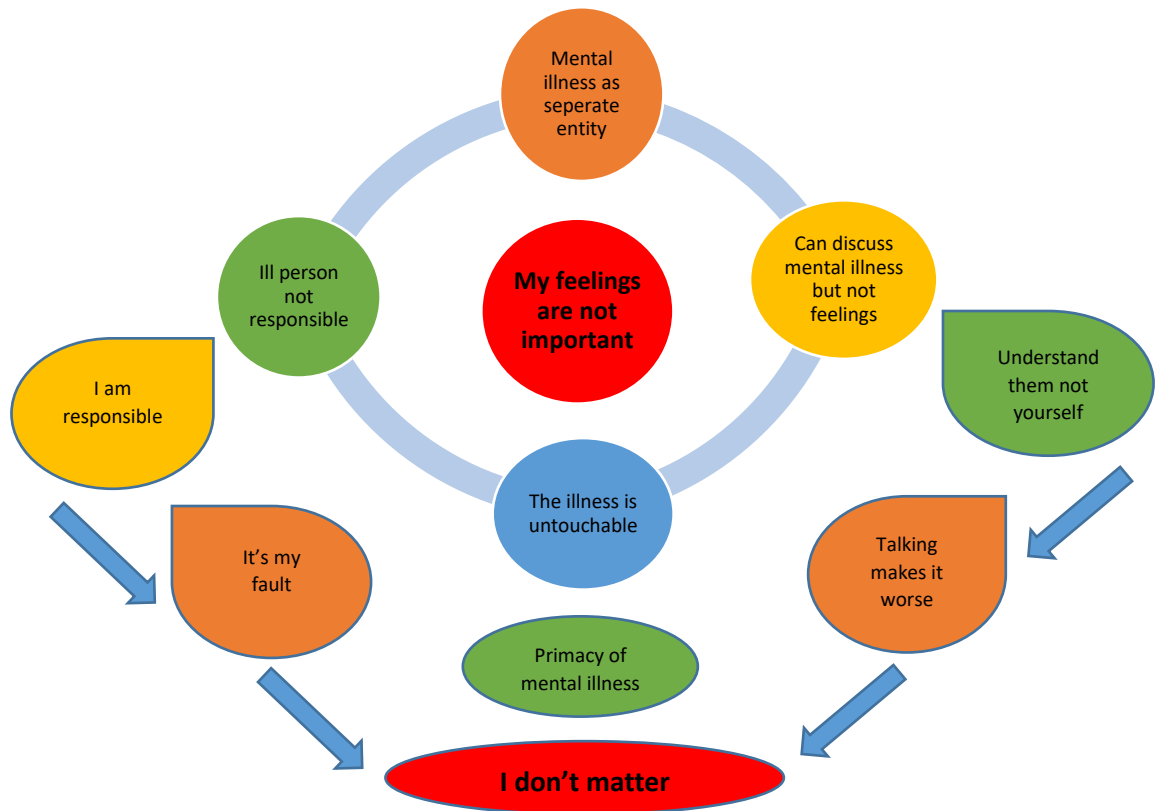 Mental
illness as
seperate
entity
Ill person
not
responsible
My feelings
are not
important
Can discuss
mental illness
but not
feelings
I am
responsible
Understand
them not
yourself
The illness is
untouchable
It’s my
fault
Talking
makes it
worse
Primacy of
mental illness
I don’t matter